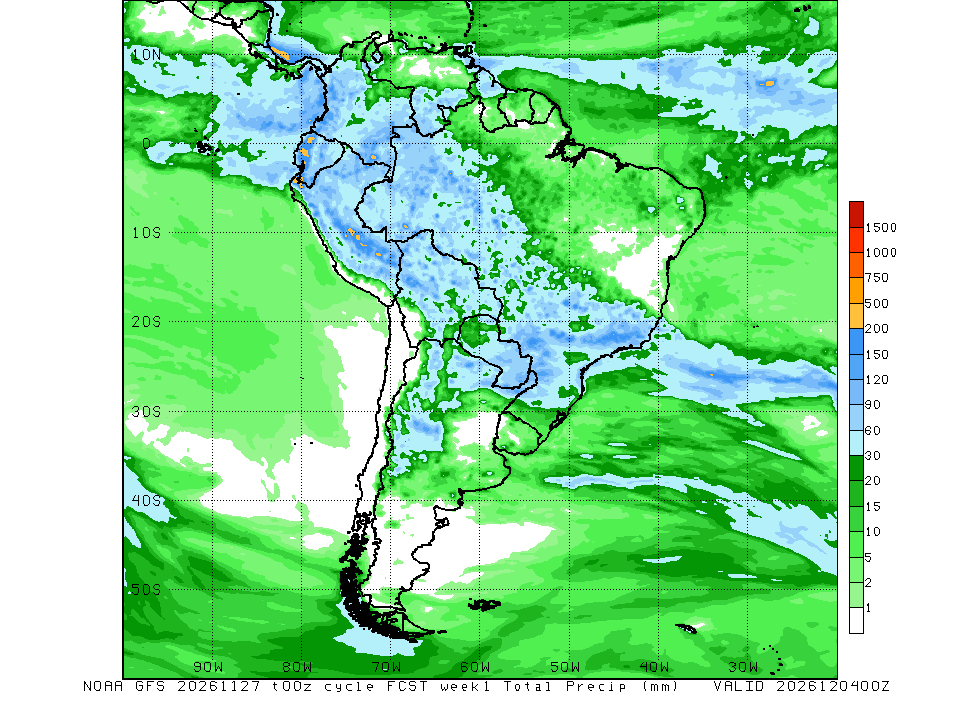 10N
0
10S
20S
30S
40S
50S
90W 80W 70W 60W 50W 40W 30W
1500
1000
750
500
200
150
120
90
60
30
20
15
10
5
2
1
NOAA GFS 20261127 t00z cycle FCST week1 Total Precip (mm) VALID 2026120400Z